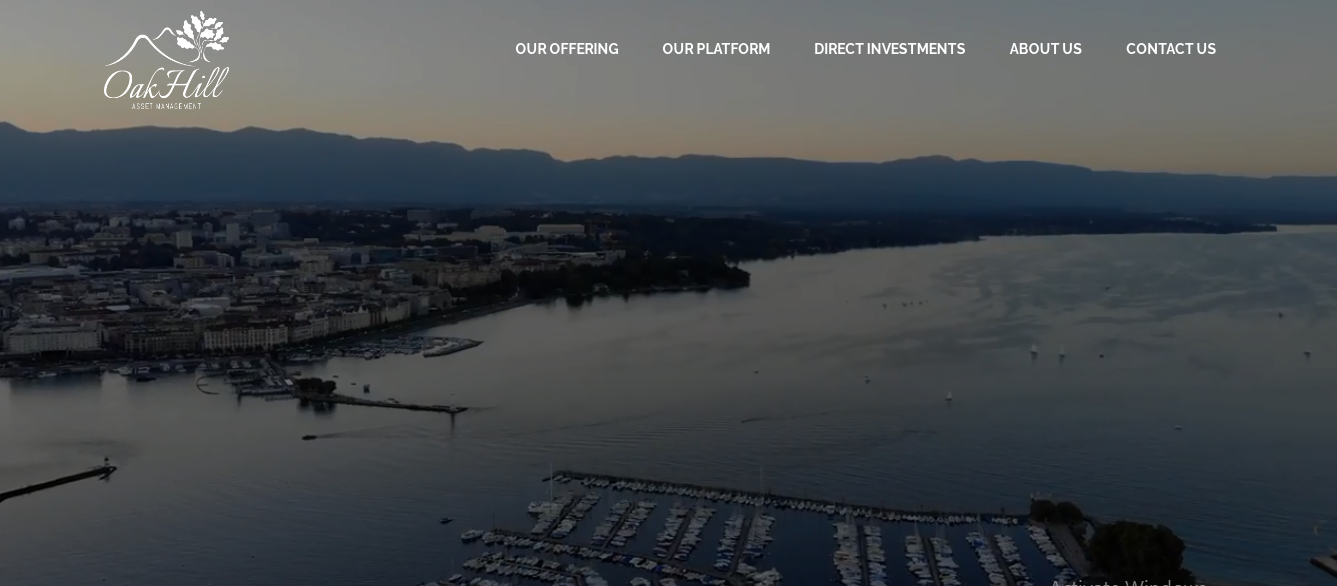 OakHill
ASSET MANAGEMENT
OUR OFFERING
OUR PLATFORM
DIRECT INVESTMENTS
ABOUT US
CONTACT US
Activate Windows